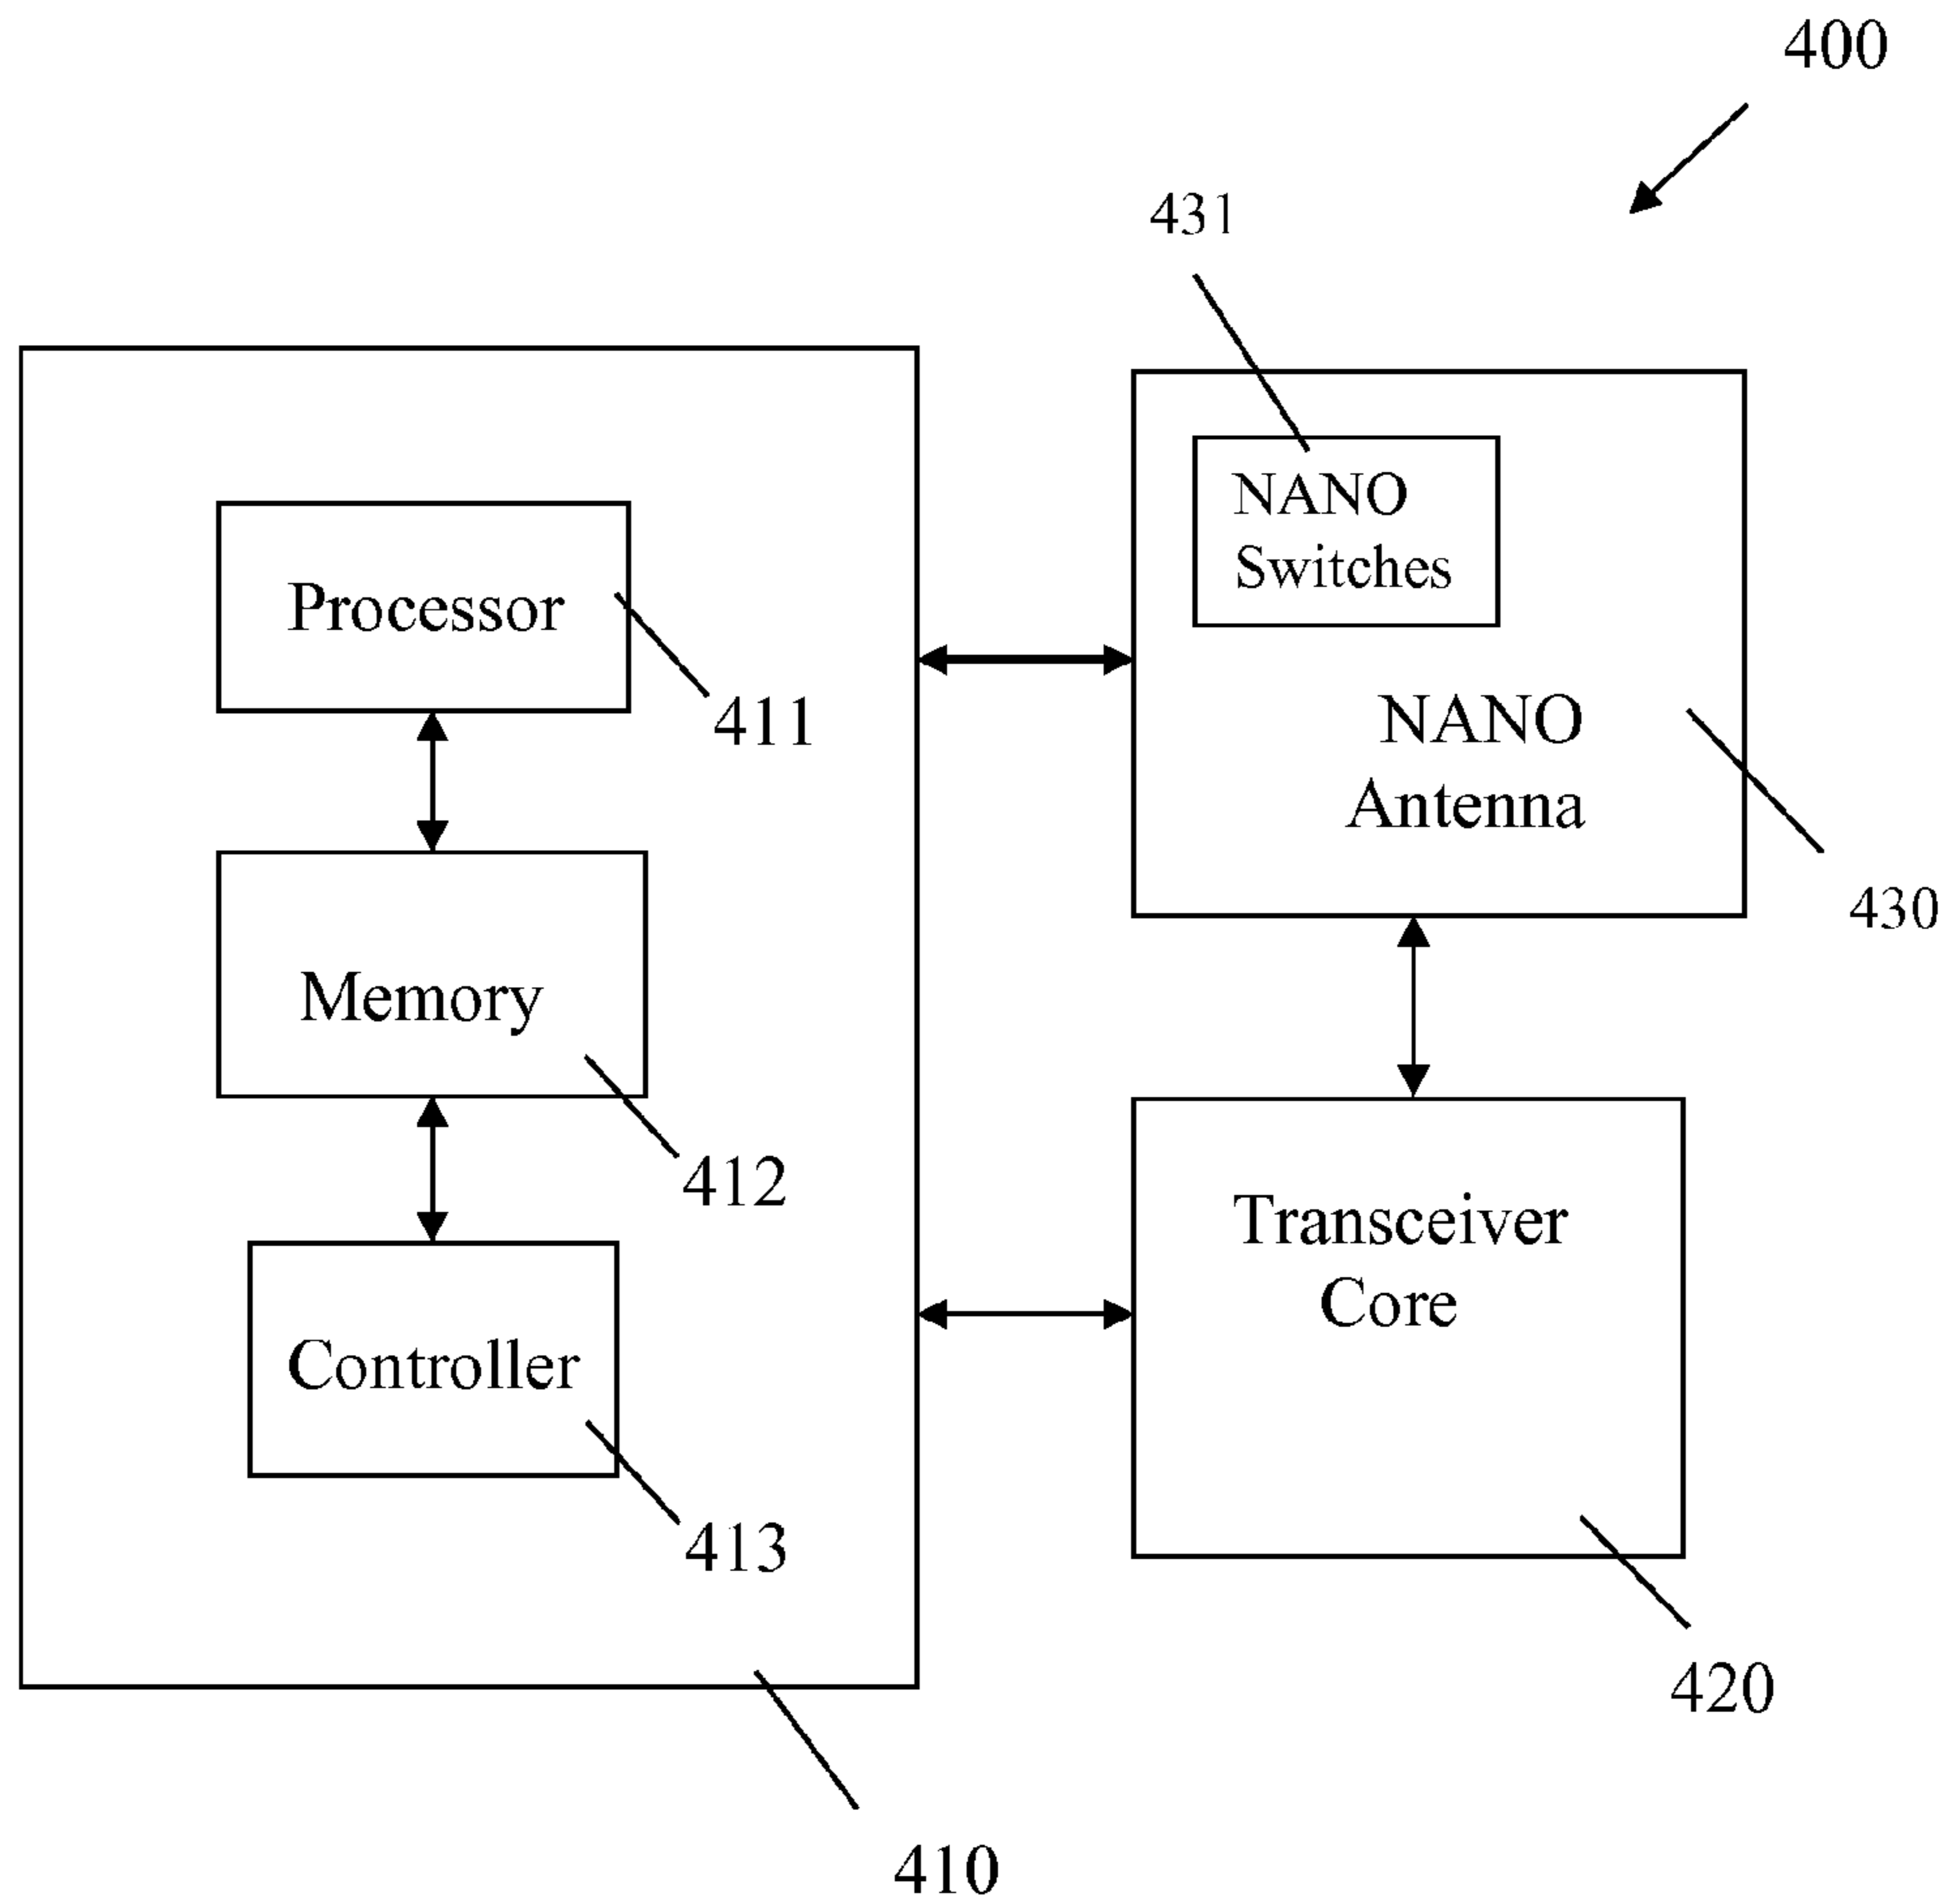 400
431
NANO
Switches
Processor
411
NANO
Antenna
430
Memory
412
Transceiver
Core
Controller
413
420
410